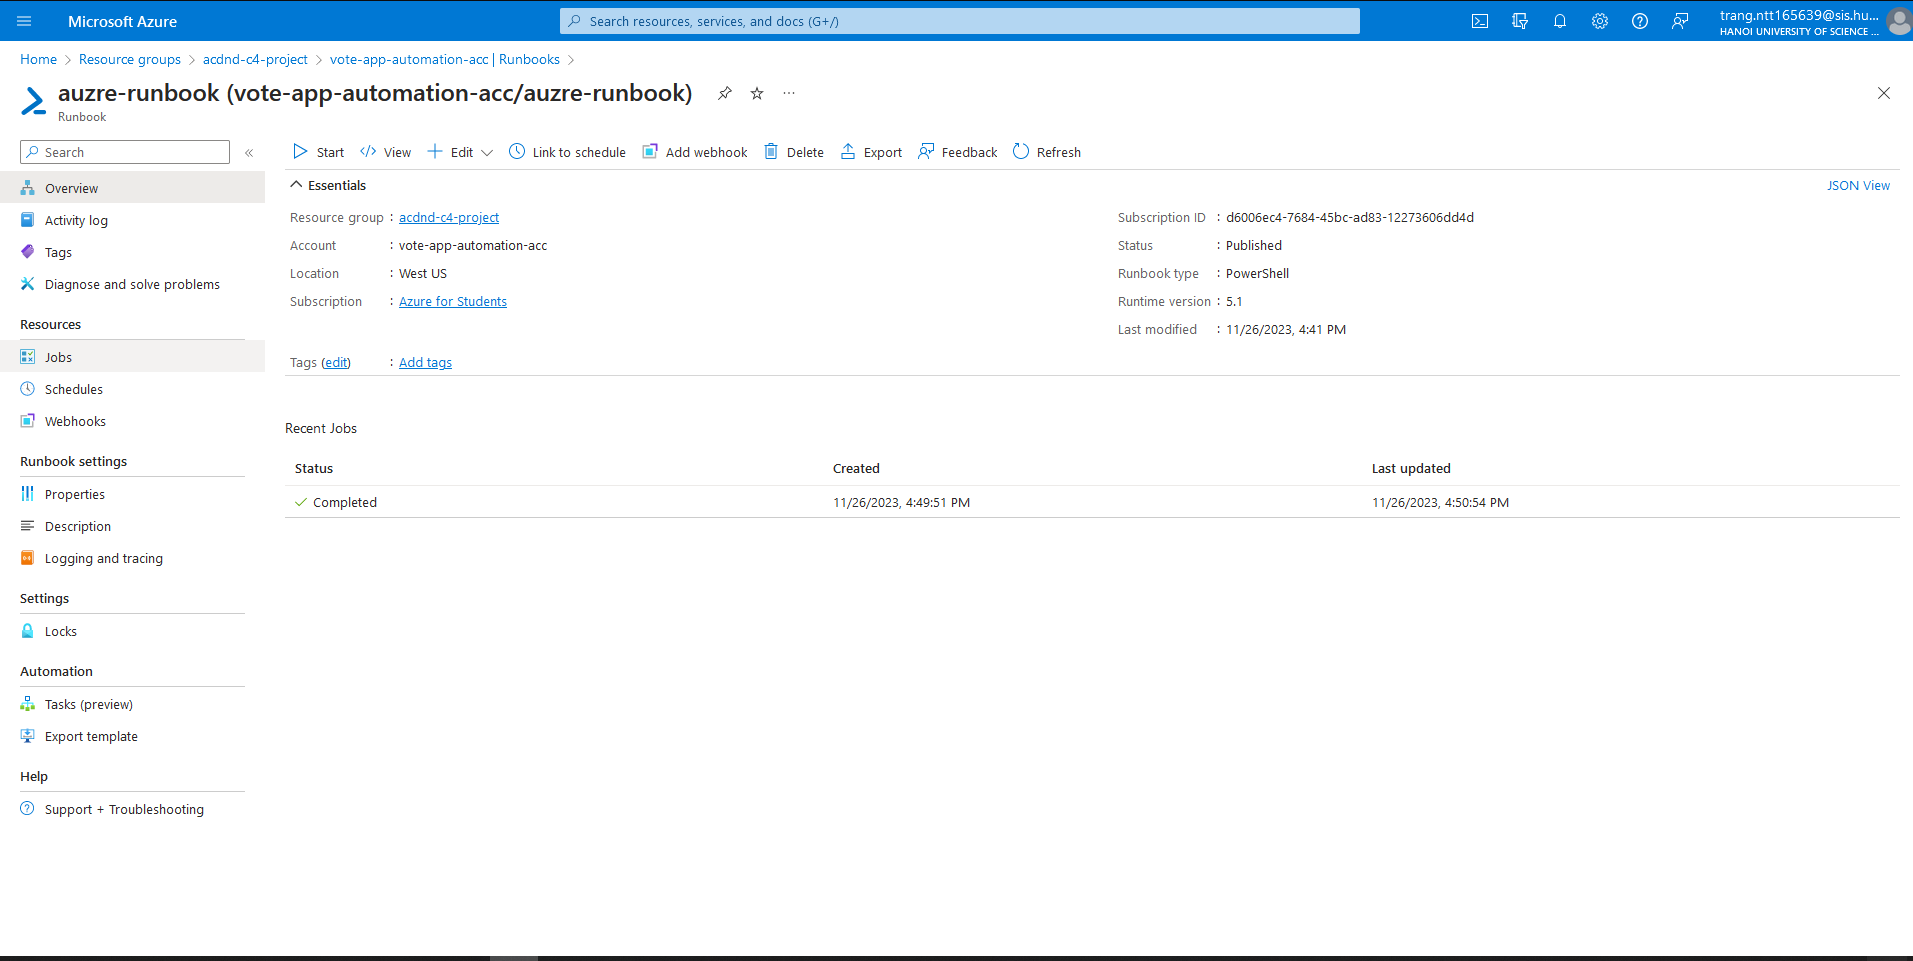 Microsoft Azure
Search resources, services, and docs (G+/)
trang.ntt165639@sis.hu...
HANOI UNIVERSITY OF SCIENCE ...
Home > Resource groups > acdnd-c4-project > vote-app-automation-acc | Runbooks >
auzre-runbook (vote-app-automation-acc/auzre-runbook)
Runbook
Search
Overview
Activity log
Tags
Diagnose and solve problems
Resources
Jobs
Schedules
Webhooks
Runbook settings
Properties
Description
Logging and tracing
Settings
Locks
Automation
Tasks (preview)
Export template
Help
Support + Troubleshooting
Start View Edit Link to schedule Add webhook Delete Export Feedback Refresh
Essentials
JSON View
Resource group : acdnd-c4-project
Account : vote-app-automation-acc
Location : West US
Subscription : Azure for Students
Subscription ID : d6006ec4-7684-45bc-ad83-12273606dd4d
Status : Published
Runbook type : PowerShell
Runtime version : 5.1
Last modified : 11/26/2023, 4:41 PM
Tags (edit) : Add tags
Recent Jobs
Status Created Last updated
Completed 11/26/2023, 4:49:51 PM 11/26/2023, 4:50:54 PM